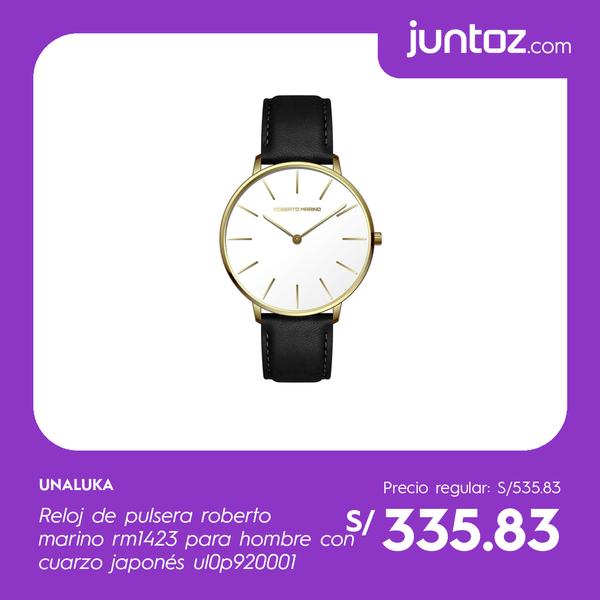 juntoz.com
ROBERTO MARINO
UNALUKA
Precio regular: S/535.83
Reloj de pulsera roberto
marino rm1423 para hombre con
cuarzo japonés ul0p920001
S/ 335.83